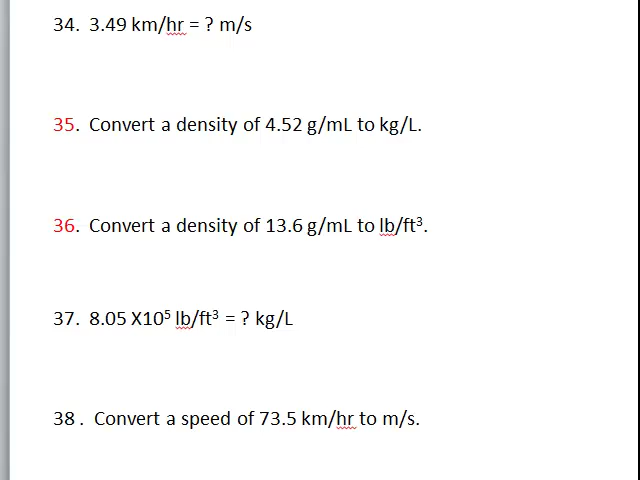 34. 3.49 km/hr = ? m/s
35. Convert a density of 4.52 g/mL to kg/L.
36. Convert a density of 13.6 g/mL to lb/ft³.
37. 8.05 X10⁵ lb/ft³ = ? kg/L
38 . Convert a speed of 73.5 km/hr to m/s.